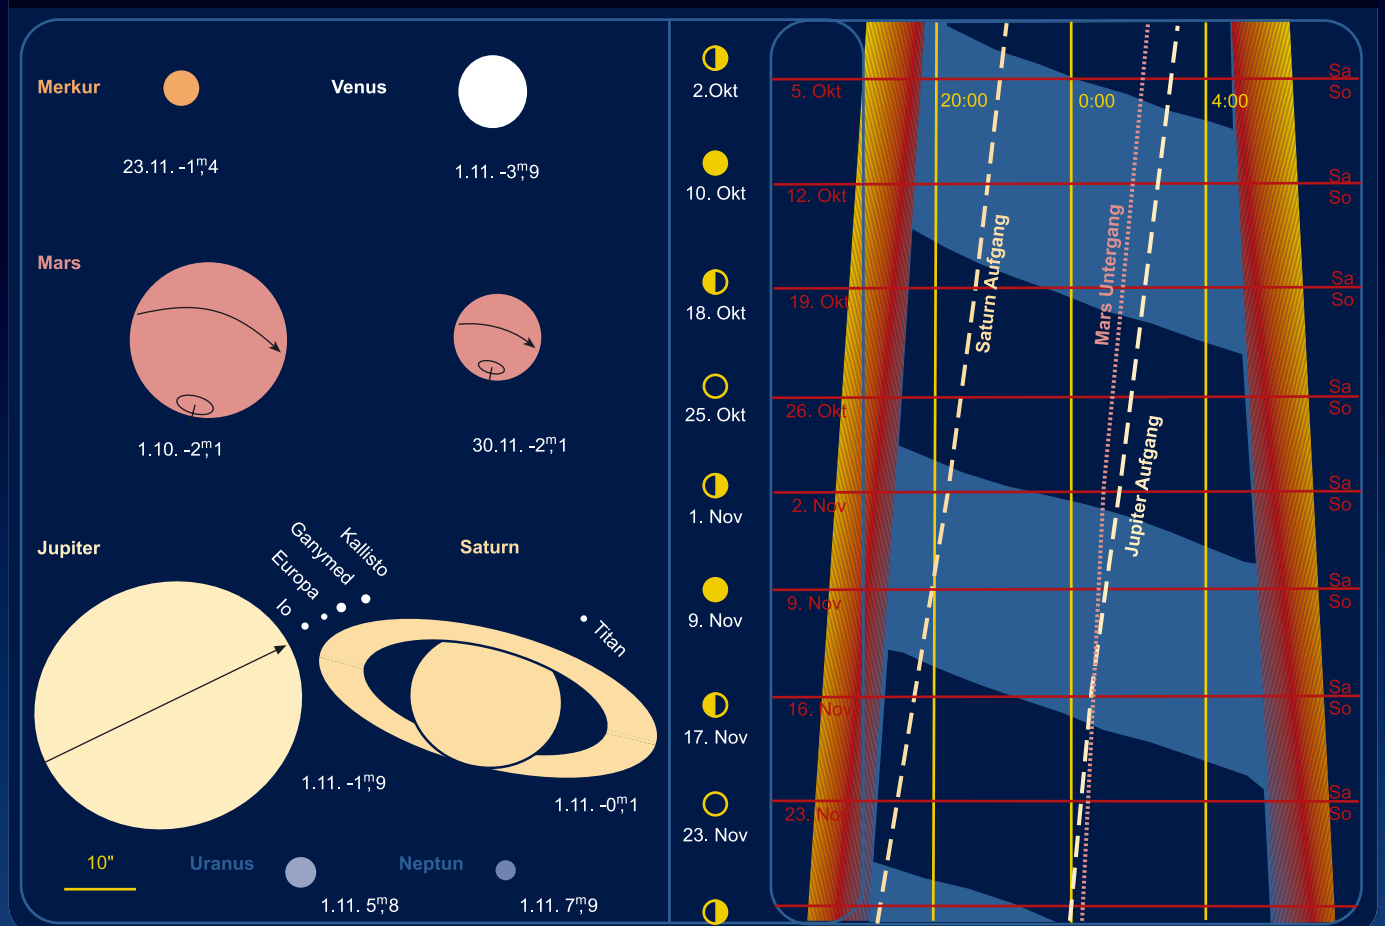 Merkur
23.11. -1ᵐ,4
Venus
1.11. -3ᵐ,9
Mars
1.10. -2ᵐ,1
30.11. -2ᵐ,1
Jupiter
Io
Europa
Ganymed
Kallisto
1.11. -1ᵐ,9
Saturn
Titan
1.11. -0ᵐ,1
10"
Uranus
1.11. 5ᵐ,8
Neptun
1.11. 7ᵐ,9
2.Okt
10. Okt
18. Okt
25. Okt
1. Nov
9. Nov
17. Nov
23. Nov
20:00
0:00
4:00
5. Okt
Sa
So
12. Okt
Sa
So
19. Okt
Sa
So
26. Okt
Sa
So
2. Nov
Sa
So
9. Nov
Sa
So
16. Nov
Sa
So
23. Nov
Sa
So
Saturn Aufgang
Mars Untergang
Jupiter Aufgang